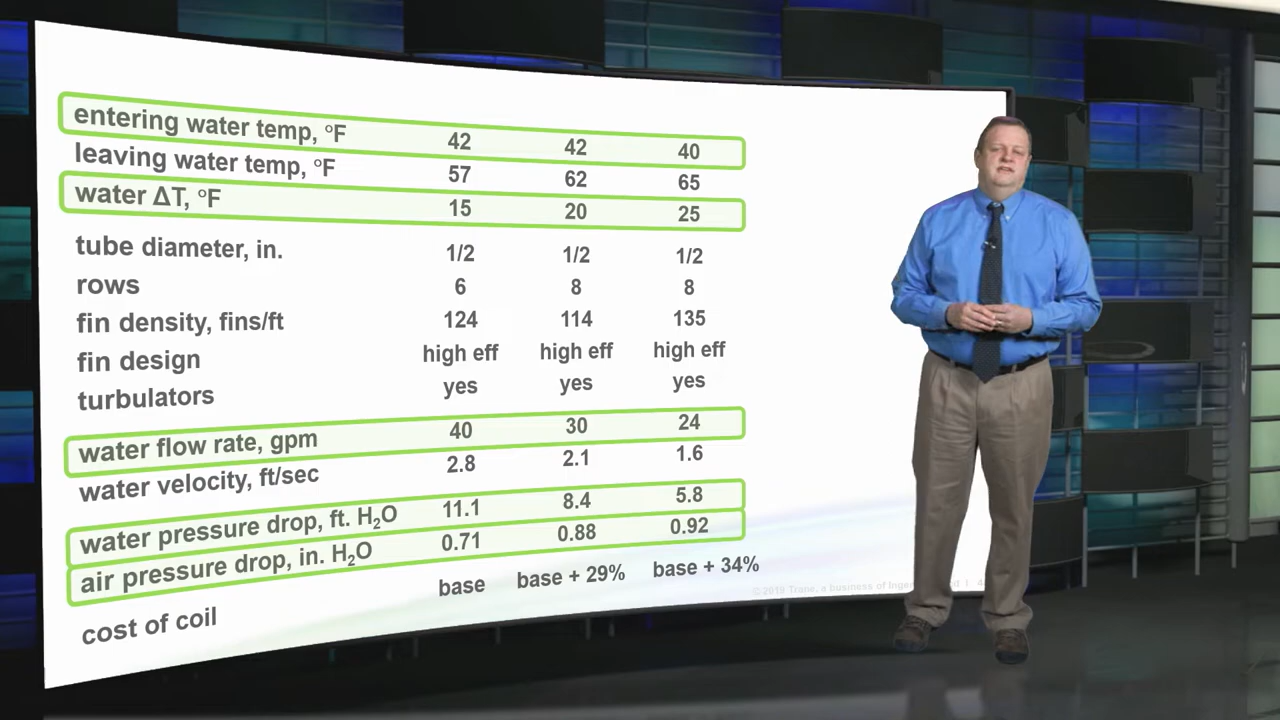 entering water temp, °F 42 42 40
leaving water temp, °F 57 62 65
water ΔT, °F 15 20 25
tube diameter, in. 1/2 1/2 1/2
rows 6 8 8
fin density, fins/ft 124 114 135
fin design high eff high eff high eff
turbulators yes yes yes
water flow rate, gpm 40 30 24
water velocity, ft/sec 2.8 2.1 1.6
water pressure drop, ft. H₂O 11.1 8.4 5.8
air pressure drop, in. H₂O 0.71 0.88 0.92
cost of coil base base + 29% base + 34%
© 2019 Trane, a business of